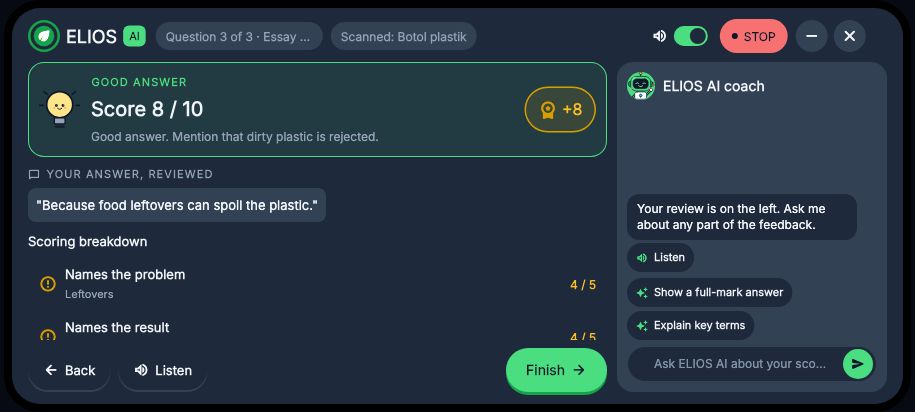 ELIOS AI
Question 3 of 3 · Essay ...
Scanned: Botol plastik
STOP
GOOD ANSWER
Score 8 / 10
Good answer. Mention that dirty plastic is rejected.
+8
YOUR ANSWER, REVIEWED
"Because food leftovers can spoil the plastic."
Scoring breakdown
Names the problem
Leftovers
4 / 5
Names the result
4 / 5
Back
Listen
Finish
ELIOS AI coach
Your review is on the left. Ask me
about any part of the feedback.
Listen
Show a full-mark answer
Explain key terms
Ask ELIOS AI about your sco...